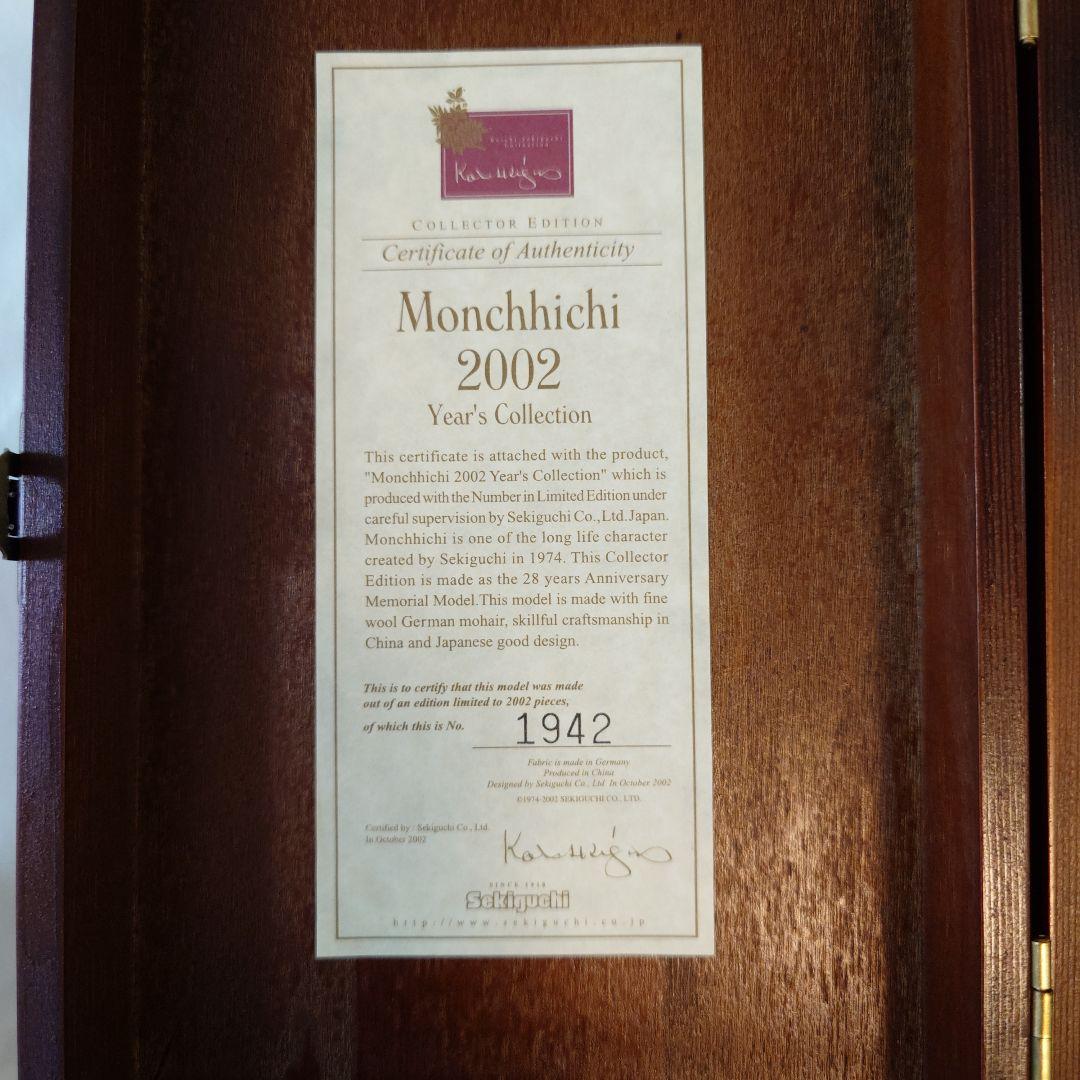 Koichi Sekiguchi
Collection
COLLECTOR EDITION
Certificate of Authenticity
Monchhichi
2002
Year's Collection
This certificate is attached with the product,
"Monchhichi 2002 Year's Collection" which is
produced with the Number in Limited Edition under
careful supervision by Sekiguchi Co., Ltd. Japan.
Monchhichi is one of the long life character
created by Sekiguchi in 1974. This Collector
Edition is made as the 28 years Anniversary
Memorial Model. This model is made with fine
wool German mohair, skillful craftsmanship in
China and Japanese good design.
This is to certify that this model was made
out of an edition limited to 2002 pieces,
of which this is No. 1942
Fabric is made in Germany
Produced in China
Designed by Sekiguchi Co., Ltd In October 2002
©1974-2002 SEKIGUCHI CO., LTD.
Certified by : Sekiguchi Co., Ltd.
In October 2002
SINCE 1918
Sekiguchi
http://www.sekiguchi.co.jp